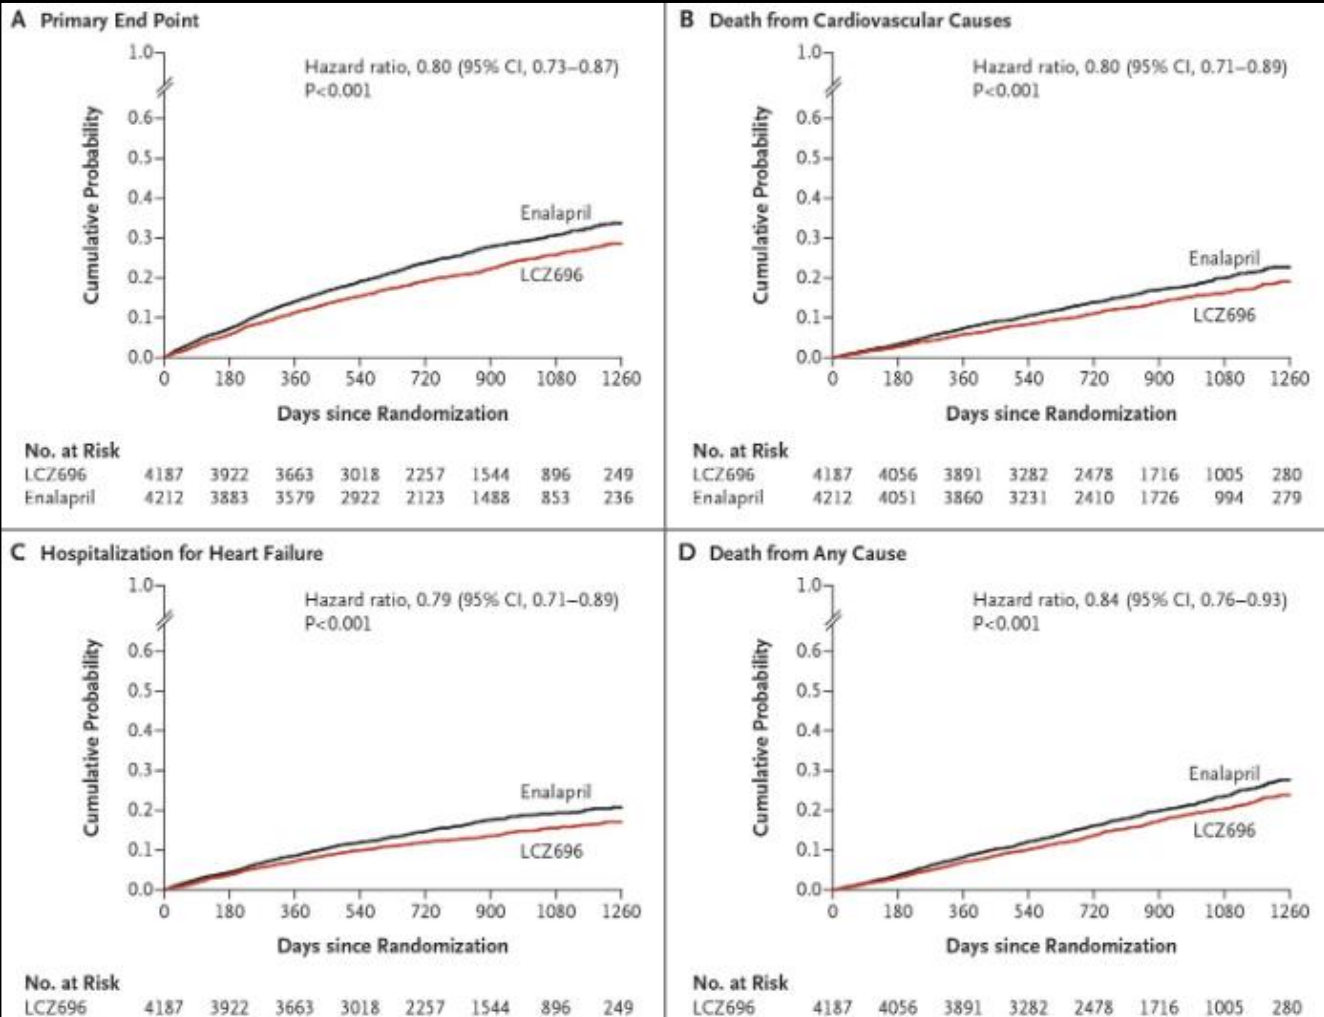 A Primary End Point
1.0
0.6
0.5
0.4
0.3
0.2
0.1
0.0
Cumulative Probability
Hazard ratio, 0.80 (95% CI, 0.73–0.87)
P<0.001
Enalapril
LCZ696
0 180 360 540 720 900 1080 1260
Days since Randomization
No. at Risk
LCZ696 4187 3922 3663 3018 2257 1544 896 249
Enalapril 4212 3883 3579 2922 2123 1488 853 236
B Death from Cardiovascular Causes
1.0
0.6
0.5
0.4
0.3
0.2
0.1
0.0
Cumulative Probability
Hazard ratio, 0.80 (95% CI, 0.71–0.89)
P<0.001
Enalapril
LCZ696
0 180 360 540 720 900 1080 1260
Days since Randomization
No. at Risk
LCZ696 4187 4056 3891 3282 2478 1716 1005 280
Enalapril 4212 4051 3860 3231 2410 1726 994 279
C Hospitalization for Heart Failure
1.0
0.6
0.5
0.4
0.3
0.2
0.1
0.0
Cumulative Probability
Hazard ratio, 0.79 (95% CI, 0.71–0.89)
P<0.001
Enalapril
LCZ696
0 180 360 540 720 900 1080 1260
Days since Randomization
No. at Risk
LCZ696 4187 3922 3663 3018 2257 1544 896 249
D Death from Any Cause
1.0
0.6
0.5
0.4
0.3
0.2
0.1
0.0
Cumulative Probability
Hazard ratio, 0.84 (95% CI, 0.76–0.93)
P<0.001
Enalapril
LCZ696
0 180 360 540 720 900 1080 1260
Days since Randomization
No. at Risk
LCZ696 4187 4056 3891 3282 2478 1716 1005 280